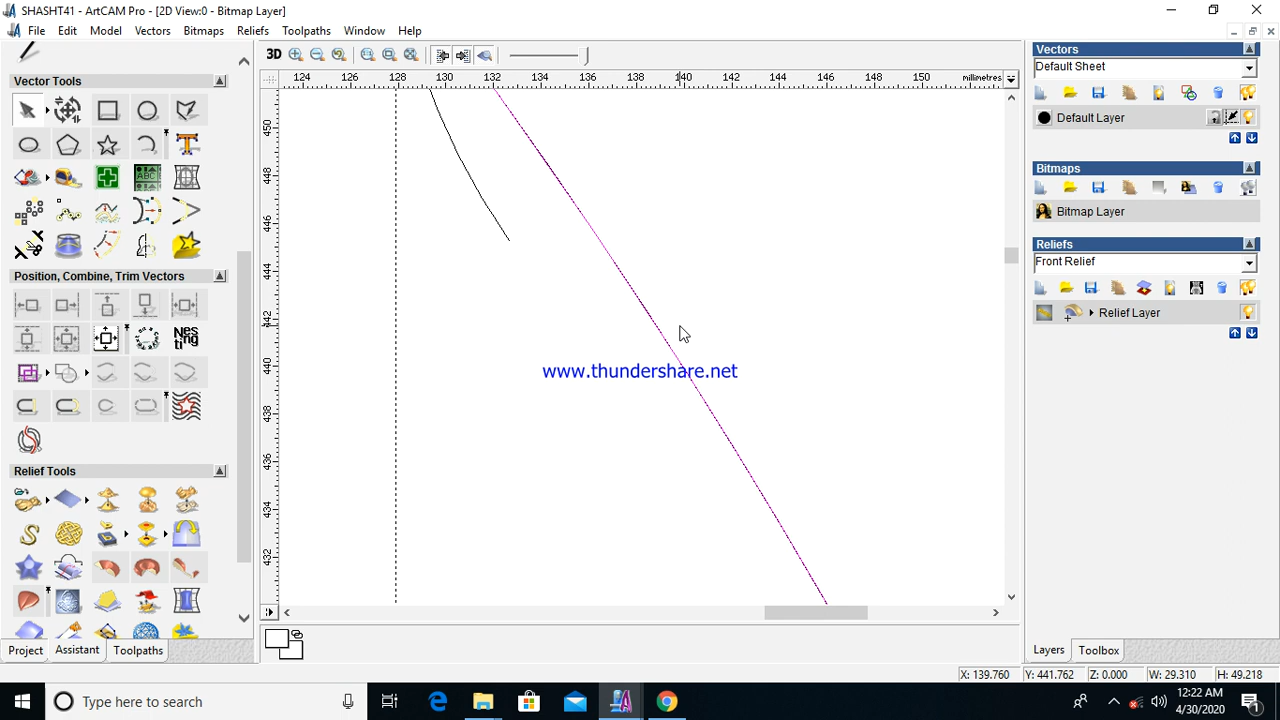 SHASHT41 - ArtCAM Pro - [2D View:0 - Bitmap Layer]
File Edit Model Vectors Bitmaps Reliefs Toolpaths Window Help
3D
Vector Tools
124 126 128 130 132 134 136 138 140 142 144 146 148 150 millimetres
450
448
446
444
442
440
438
436
434
432
ABC
Position, Combine, Trim Vectors
Nes
ting
Relief Tools
www.thundershare.net
Vectors
Default Sheet
Default Layer
Bitmaps
Bitmap Layer
Reliefs
Front Relief
Relief Layer
Project Assistant Toolpaths
Layers Toolbox
X: 139.760 Y: 441.762 Z: 0.000 W: 29.310 H: 49.218
Type here to search
12:22 AM
4/30/2020
1